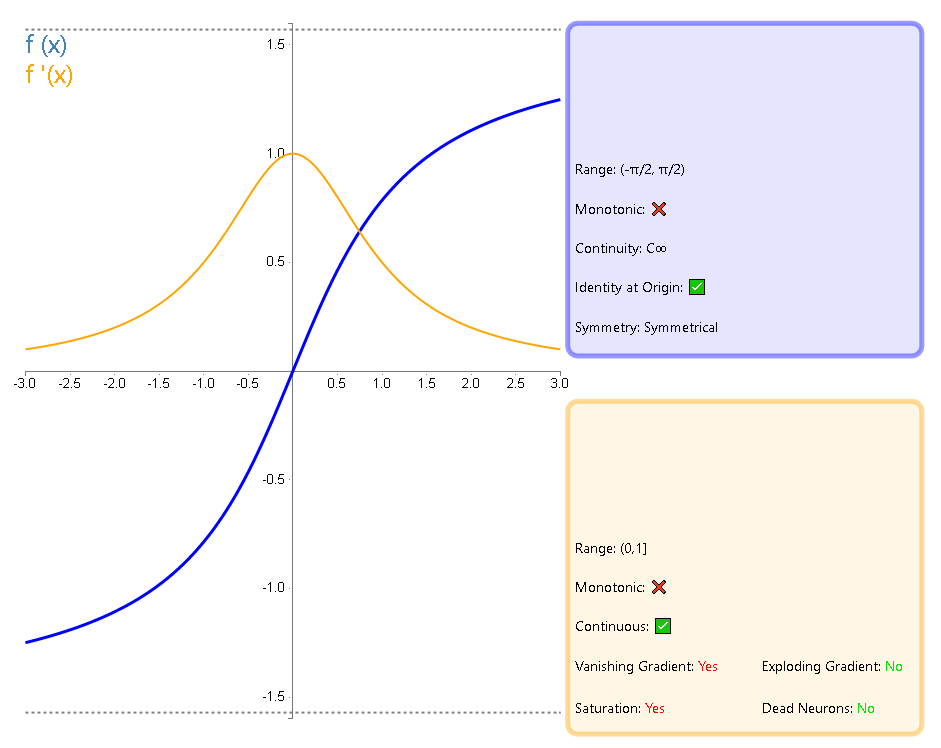 f (x)
f '(x)
1.5
1.0
0.5
-3.0 -2.5 -2.0 -1.5 -1.0 -0.5 0.5 1.0 1.5 2.0 2.5 3.0
-0.5
-1.0
-1.5
Range: (-π/2, π/2)
Monotonic: ❌
Continuity: C∞
Identity at Origin: ✅
Symmetry: Symmetrical
Range: (0,1]
Monotonic: ❌
Continuous: ✅
Vanishing Gradient: Yes Exploding Gradient: No
Saturation: Yes Dead Neurons: No